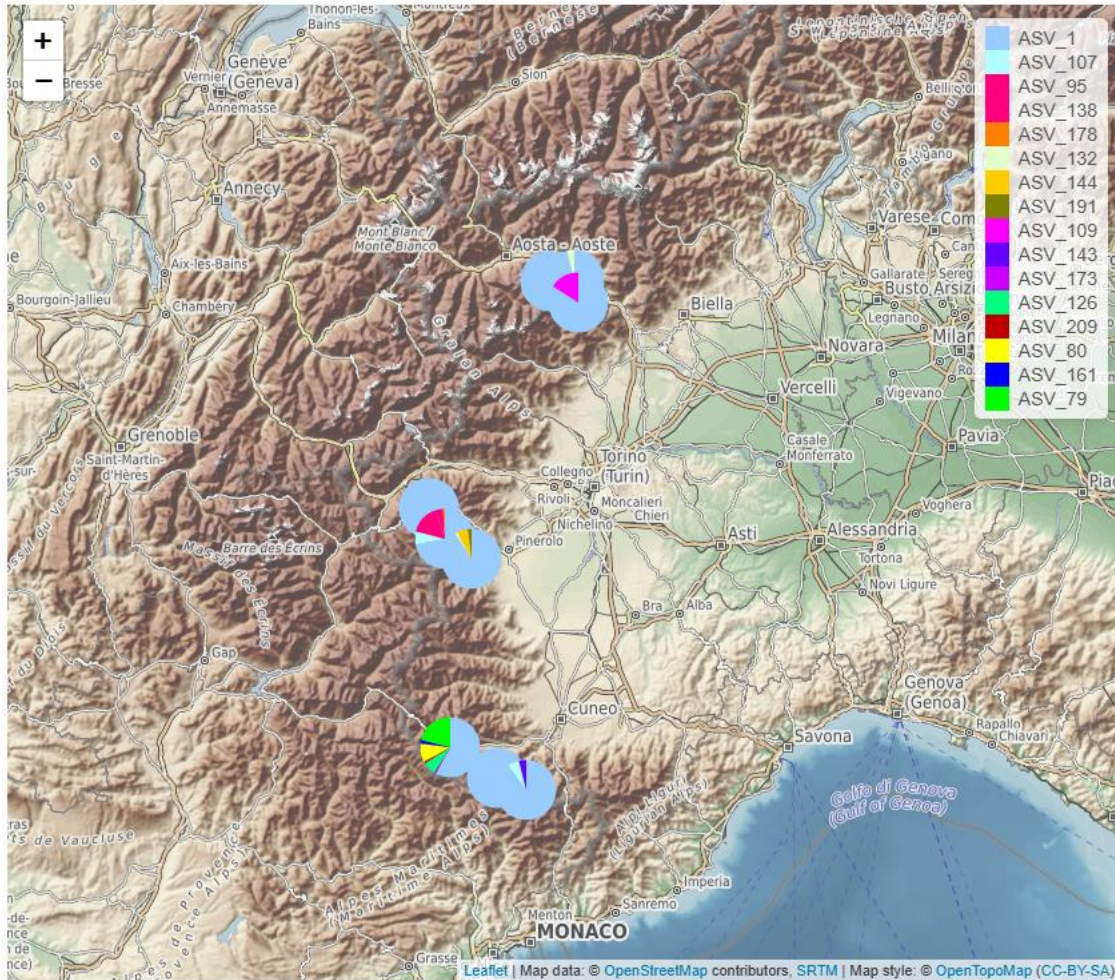 +
−
Thonon-les-
Bains
Genève
(Geneva)
Vernier
Annemasse
Sion
Annecy
Mont Blanc /
Monte Bianco
Aosta - Aoste
Aix-les-Bains
Bourgoin-Jallieu
Chambéry
Biella
Varese
Gallarate
Busto Arsizi
Legnano
Novara
Milan
Vercelli
Vigevano
Graian Alps
Grenoble
Saint-Martin-
d'Hères
Casale
Monferrato
Pavia
Torino
(Turin)
Collegno
Rivoli
Moncalieri
Chieri
Nichelino
Pinerolo
Asti
Alessandria
Voghera
Tortona
Novi Ligure
Barre des Écrins
Massif des Écrins
Bra
Alba
Gap
Cuneo
Genova
(Genoa)
Rapallo
Chiavari
Savona
Golfo di Genova
(Gulf of Genoa)
Alpi Liguri
(Ligurian Alps)
Alpes Maritimes
(Maritime Alps)
Imperia
Sanremo
Menton
MONACO
Grasse
ASV_1
ASV_107
ASV_95
ASV_138
ASV_178
ASV_132
ASV_144
ASV_191
ASV_109
ASV_143
ASV_173
ASV_126
ASV_209
ASV_80
ASV_161
ASV_79
Leaflet | Map data: © OpenStreetMap contributors, SRTM | Map style: © OpenTopoMap (CC-BY-SA